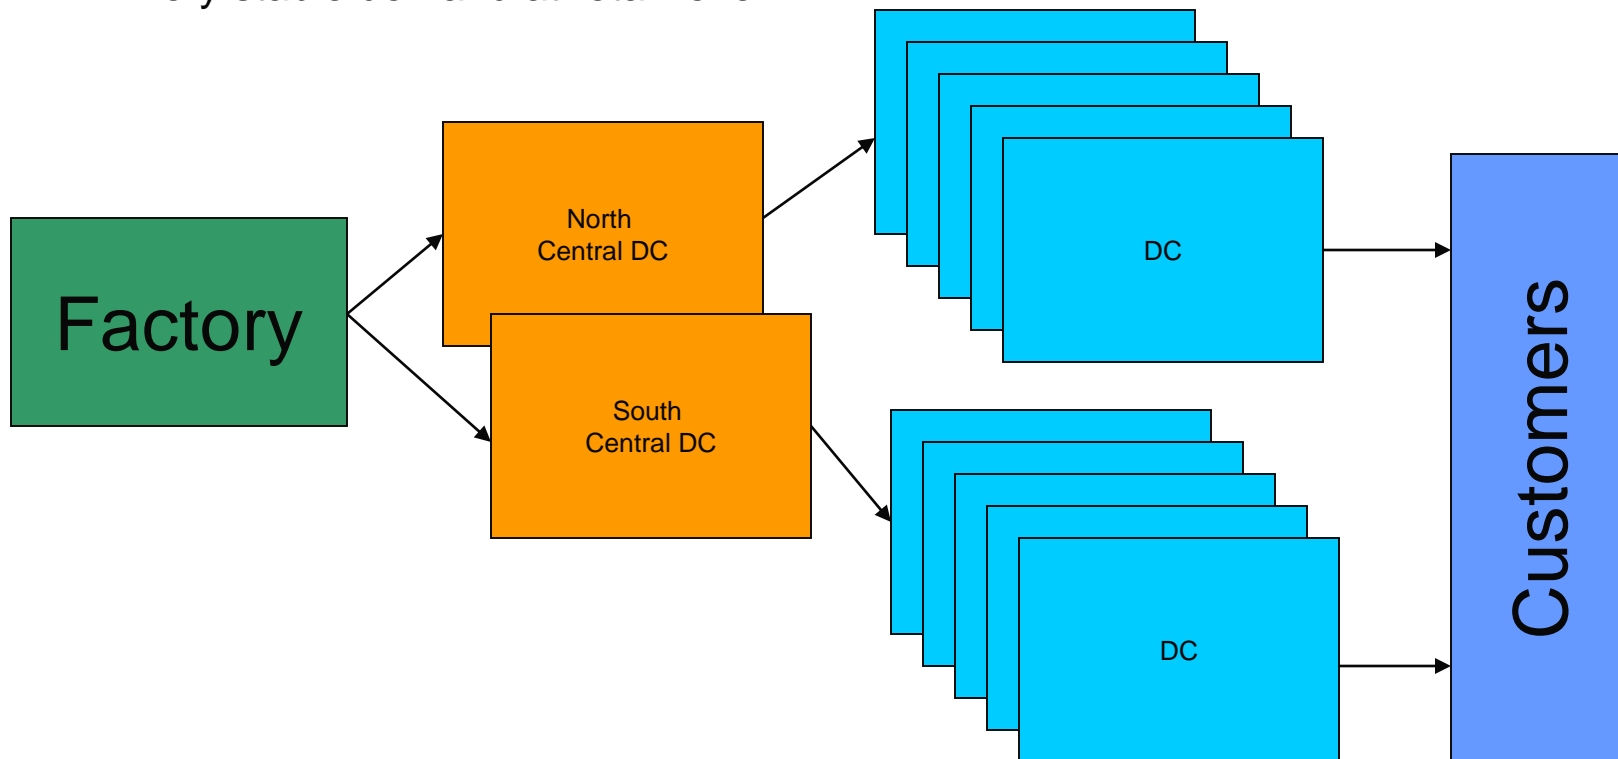 Factory
North
Central DC
South
Central DC
DC
DC
Customers